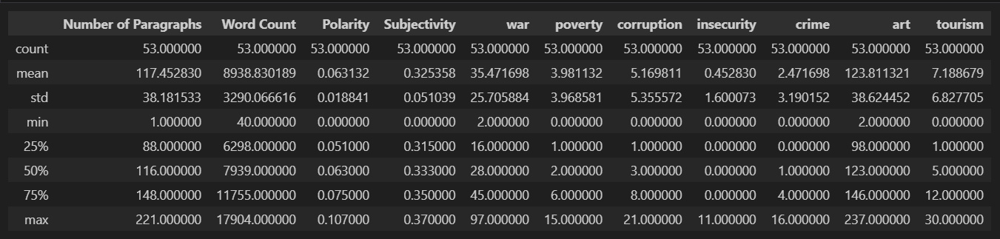 Number of Paragraphs Word Count Polarity Subjectivity war poverty corruption insecurity crime art tourism
count 53.000000 53.000000 53.000000 53.000000 53.000000 53.000000 53.000000 53.000000 53.000000 53.000000 53.000000
mean 117.452830 8938.830189 0.063132 0.325358 35.471698 3.981132 5.169811 0.452830 2.471698 123.811321 7.188679
std 38.181533 3290.066616 0.018841 0.051039 25.705884 3.968581 5.355572 1.600073 3.190152 38.624452 6.827705
min 1.000000 40.000000 0.000000 0.000000 2.000000 0.000000 0.000000 0.000000 0.000000 2.000000 0.000000
25% 88.000000 6298.000000 0.051000 0.315000 16.000000 1.000000 1.000000 0.000000 0.000000 98.000000 1.000000
50% 116.000000 7939.000000 0.063000 0.333000 28.000000 2.000000 3.000000 0.000000 1.000000 123.000000 5.000000
75% 148.000000 11755.000000 0.075000 0.350000 45.000000 6.000000 8.000000 0.000000 4.000000 146.000000 12.000000
max 221.000000 17904.000000 0.107000 0.370000 97.000000 15.000000 21.000000 11.000000 16.000000 237.000000 30.000000